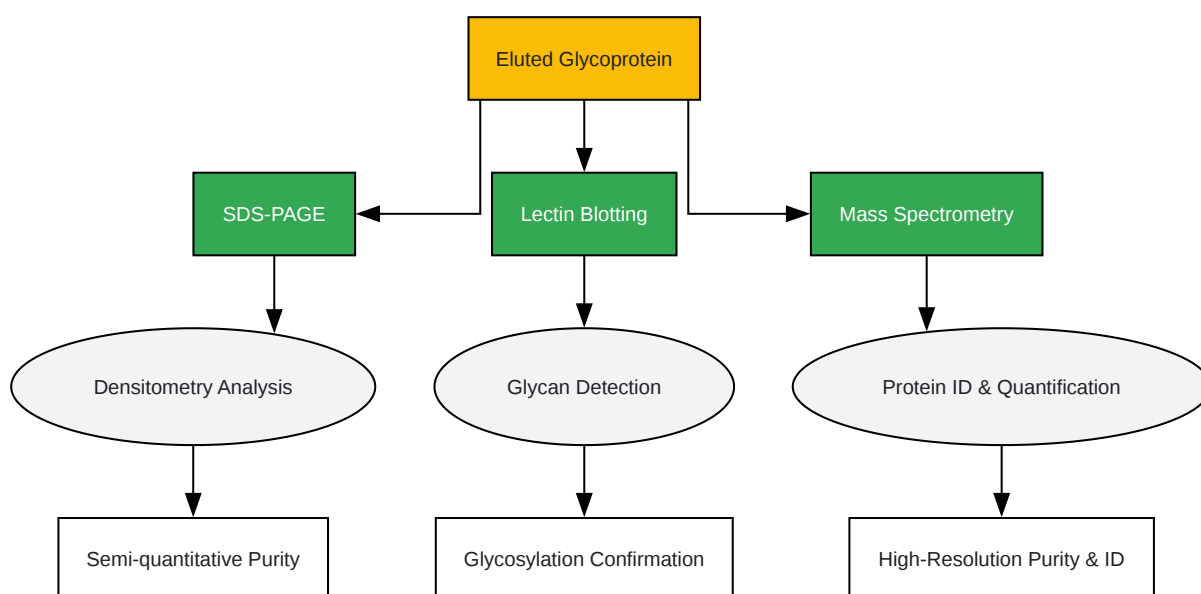 Eluted Glycoprotein
SDS-PAGE
Lectin Blotting
Mass Spectrometry
Densitometry Analysis
Glycan Detection
Protein ID & Quantification
Semi-quantitative Purity
Glycosylation Confirmation
High-Resolution Purity & ID